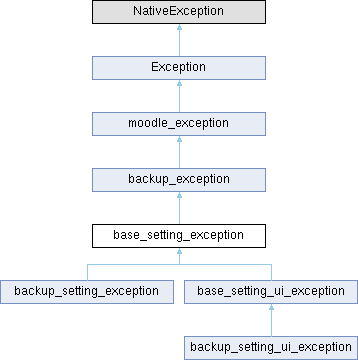 NativeException
Exception
moodle_exception
backup_exception
base_setting_exception
backup_setting_exception base_setting_ui_exception
backup_setting_ui_exception